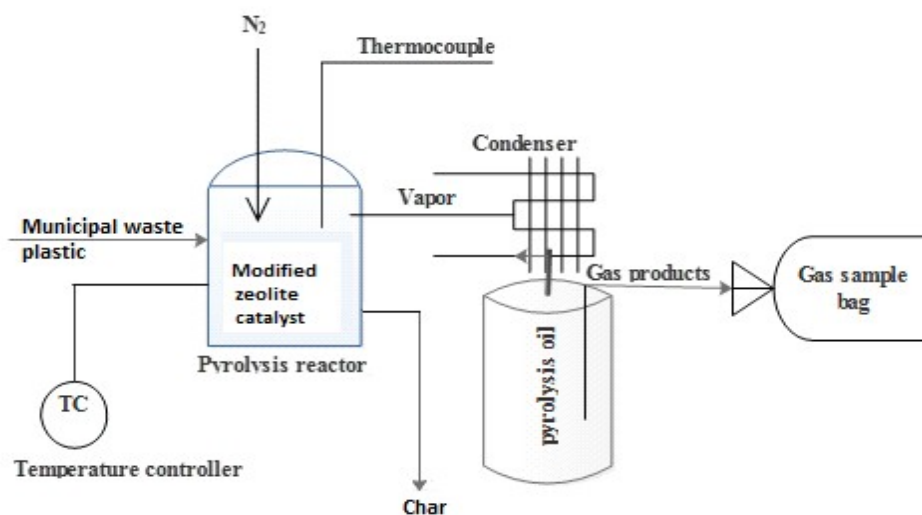 N₂
Thermocouple
Condenser
Vapor
Municipal waste
plastic
Modified
zeolite
catalyst
Gas products
Gas sample
bag
Pyrolysis reactor
pyrolysis oil
TC
Temperature controller
Char